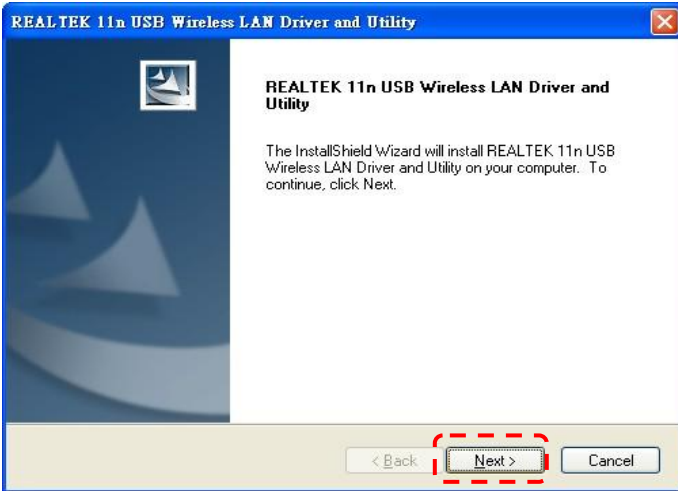 REALTEK 11n USB Wireless LAN Driver and Utility
REALTEK 11n USB Wireless LAN Driver and
Utility
The InstallShield Wizard will install REALTEK 11n USB
Wireless LAN Driver and Utility on your computer. To
continue, click Next.
< Back Next > Cancel